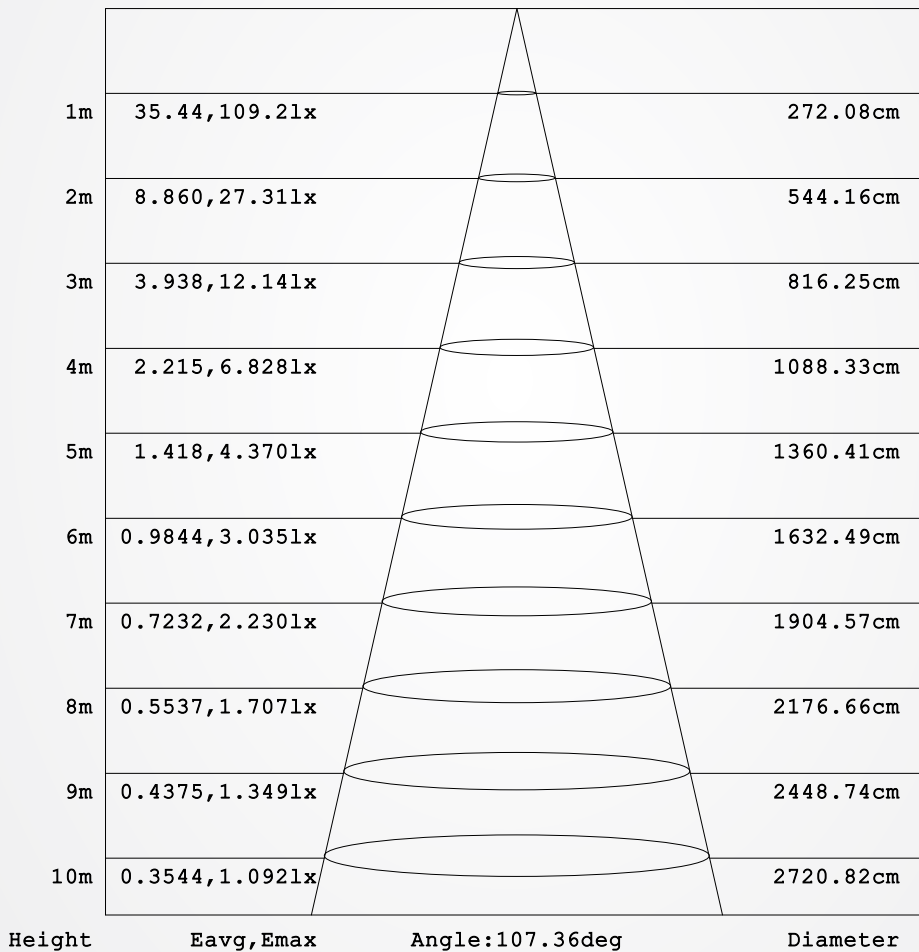 1m 35.44,109.2lx 272.08cm
2m 8.860,27.31lx 544.16cm
3m 3.938,12.14lx 816.25cm
4m 2.215,6.828lx 1088.33cm
5m 1.418,4.370lx 1360.41cm
6m 0.9844,3.035lx 1632.49cm
7m 0.7232,2.230lx 1904.57cm
8m 0.5537,1.707lx 2176.66cm
9m 0.4375,1.349lx 2448.74cm
10m 0.3544,1.092lx 2720.82cm
Height Eavg,Emax Angle:107.36deg Diameter